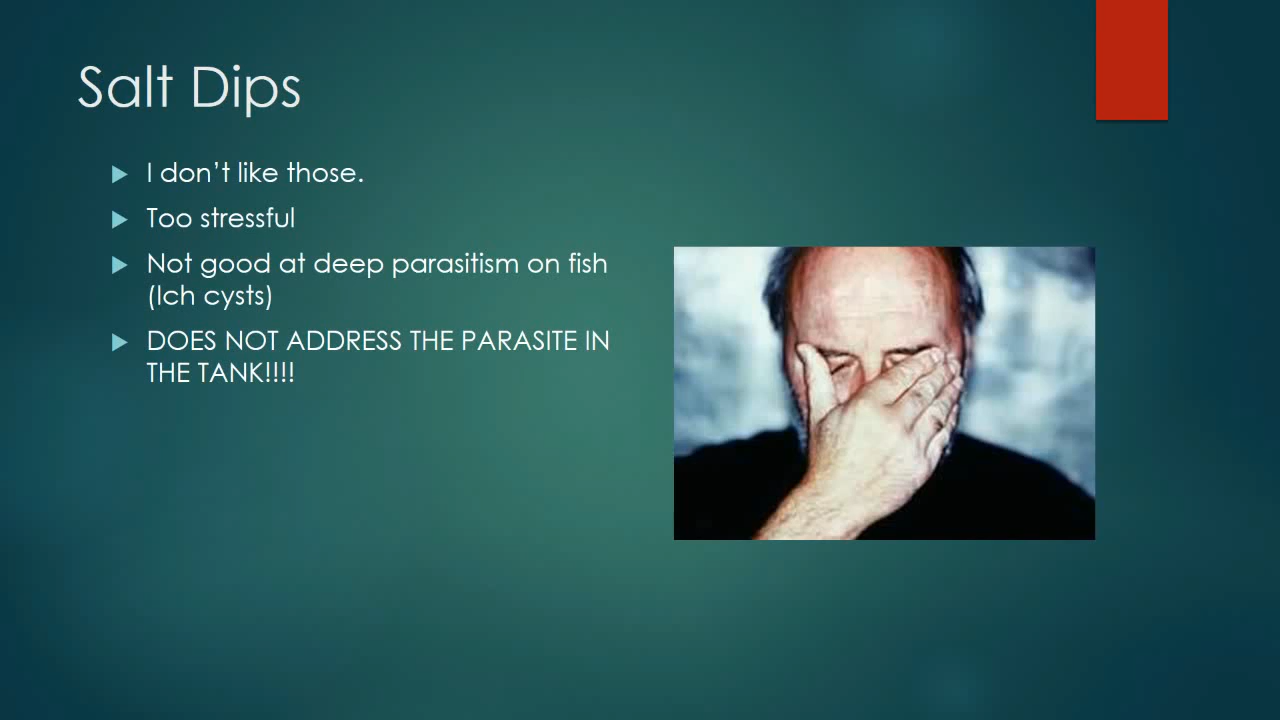 Salt Dips
I don’t like those.
Too stressful
Not good at deep parasitism on fish
(Ich cysts)
DOES NOT ADDRESS THE PARASITE IN
THE TANK!!!!